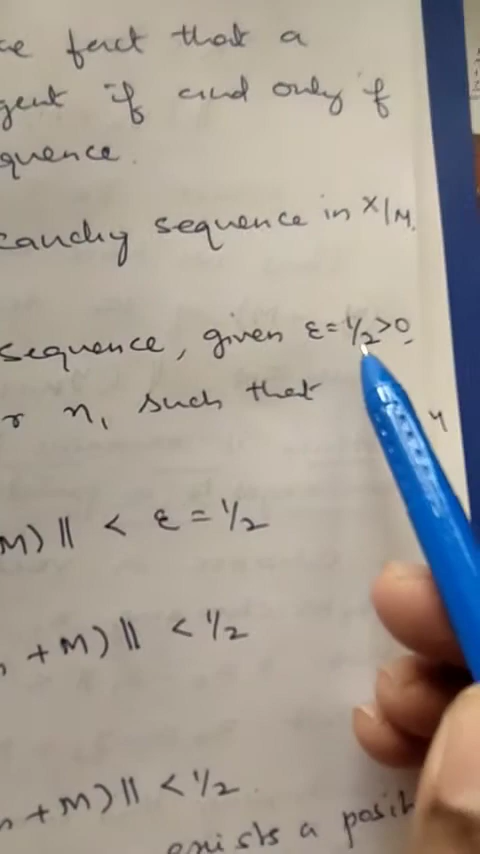 fact that a
gent if and only if
quence.
cauchy sequence in X/M.
sequence, given ε=1/2>0
r n₁ such that
M) || < ε = 1/2
+ M) || < 1/2
n + M) || < 1/2.
exists a posit